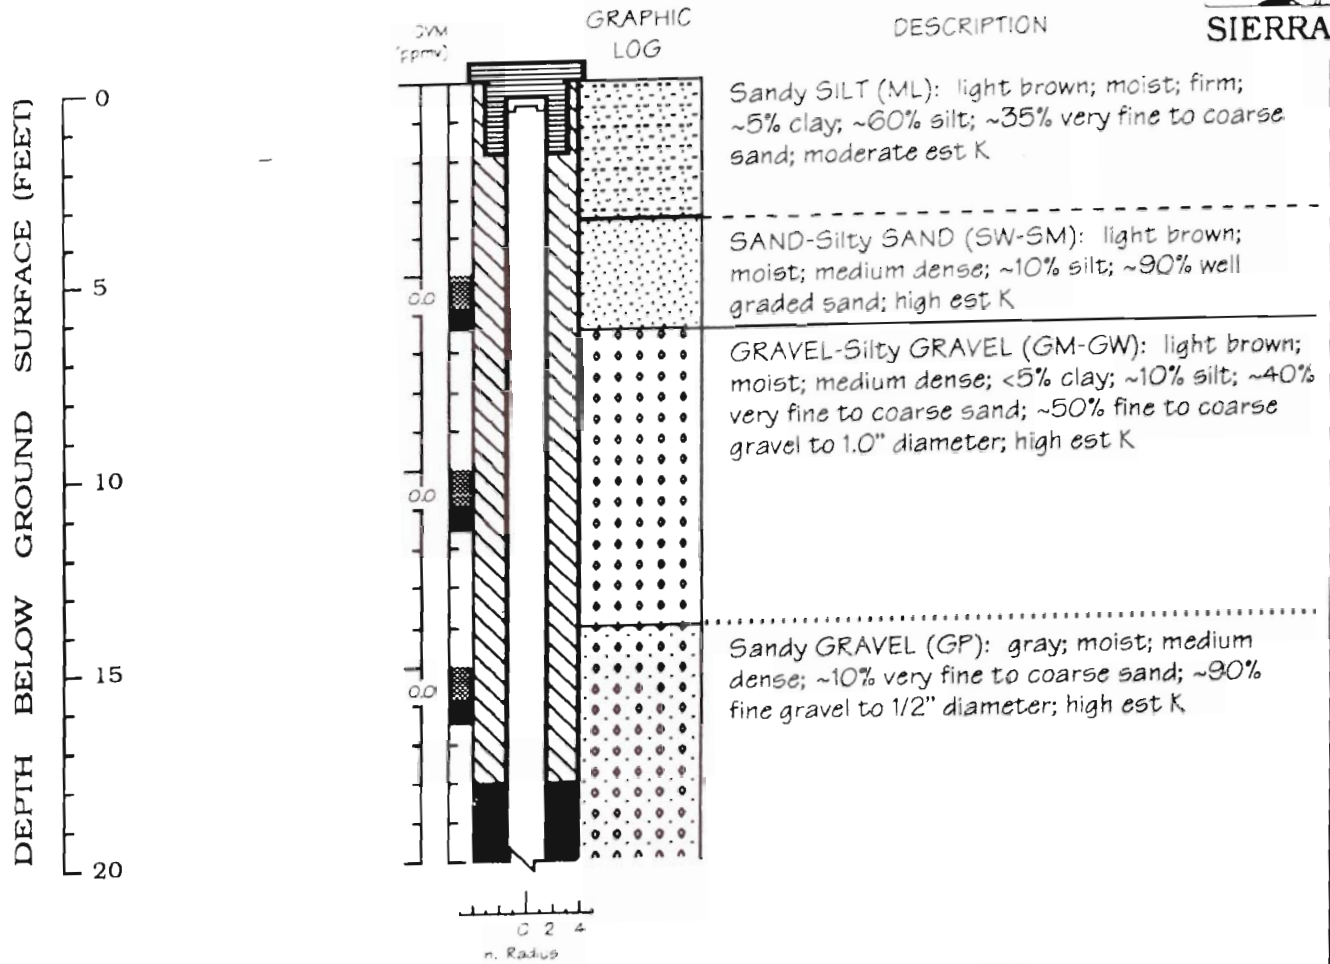 OVM
(ppmv)
GRAPHIC
LOG
DESCRIPTION
SIERRA
DEPTH BELOW GROUND SURFACE (FEET)
0
5
10
15
20
0.0
0.0
0.0
Sandy SILT (ML): light brown; moist; firm;
~5% clay; ~60% silt; ~35% very fine to coarse
sand; moderate est K
SAND-Silty SAND (SW-SM): light brown;
moist; medium dense; ~10% silt; ~90% well
graded sand; high est K
GRAVEL-Silty GRAVEL (GM-GW): light brown;
moist; medium dense; <5% clay; ~10% silt; ~40%
very fine to coarse sand; ~50% fine to coarse
gravel to 1.0" diameter; high est K
Sandy GRAVEL (GP): gray; moist; medium
dense; ~10% very fine to coarse sand; ~90%
fine gravel to 1/2" diameter; high est K
0 2 4
n. Radius